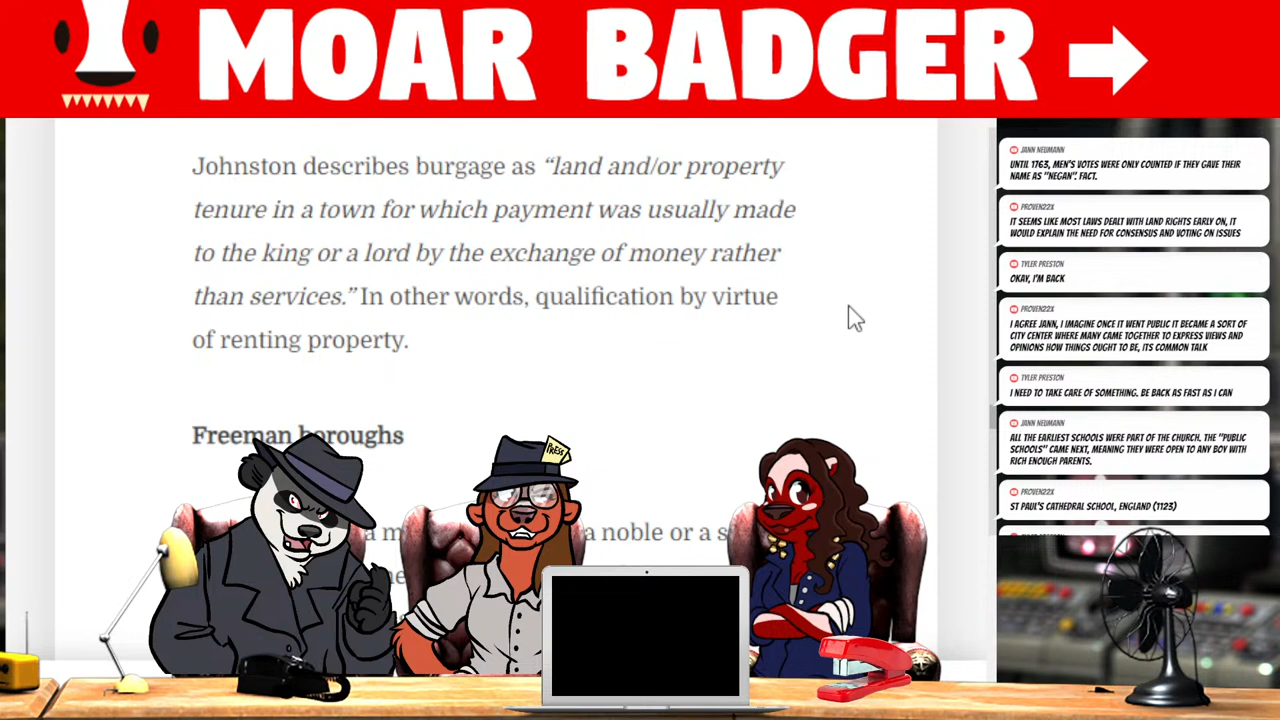 MOAR BADGER
Johnston describes burgage as “land and/or property
tenure in a town for which payment was usually made
to the king or a lord by the exchange of money rather
than services.” In other words, qualification by virtue
of renting property.
Freeman boroughs
a noble or a
PRESS
JANN NEUMANN
UNTIL 1763, MEN'S VOTES WERE ONLY COUNTED IF THEY GAVE THEIR
NAME AS "NEGAN". FACT.
PROVEN22X
IT SEEMS LIKE MOST LAWS DEALT WITH LAND RIGHTS EARLY ON, IT
WOULD EXPLAIN THE NEED FOR CONSENSUS AND VOTING ON ISSUES
TYLER PRESTON
OKAY, I'M BACK
PROVEN22X
I AGREE JANN, I IMAGINE ONCE IT WENT PUBLIC IT BECAME A SORT OF
CITY CENTER WHERE MANY CAME TOGETHER TO EXPRESS VIEWS AND
OPINIONS HOW THINGS OUGHT TO BE, ITS COMMON TALK
TYLER PRESTON
I NEED TO TAKE CARE OF SOMETHING. BE BACK AS FAST AS I CAN
JANN NEUMANN
ALL THE EARLIEST SCHOOLS WERE PART OF THE CHURCH. THE "PUBLIC
SCHOOLS" CAME NEXT, MEANING THEY WERE OPEN TO ANY BOY WITH
RICH ENOUGH PARENTS.
PROVEN22X
ST PAUL'S CATHEDRAL SCHOOL, ENGLAND (1123)